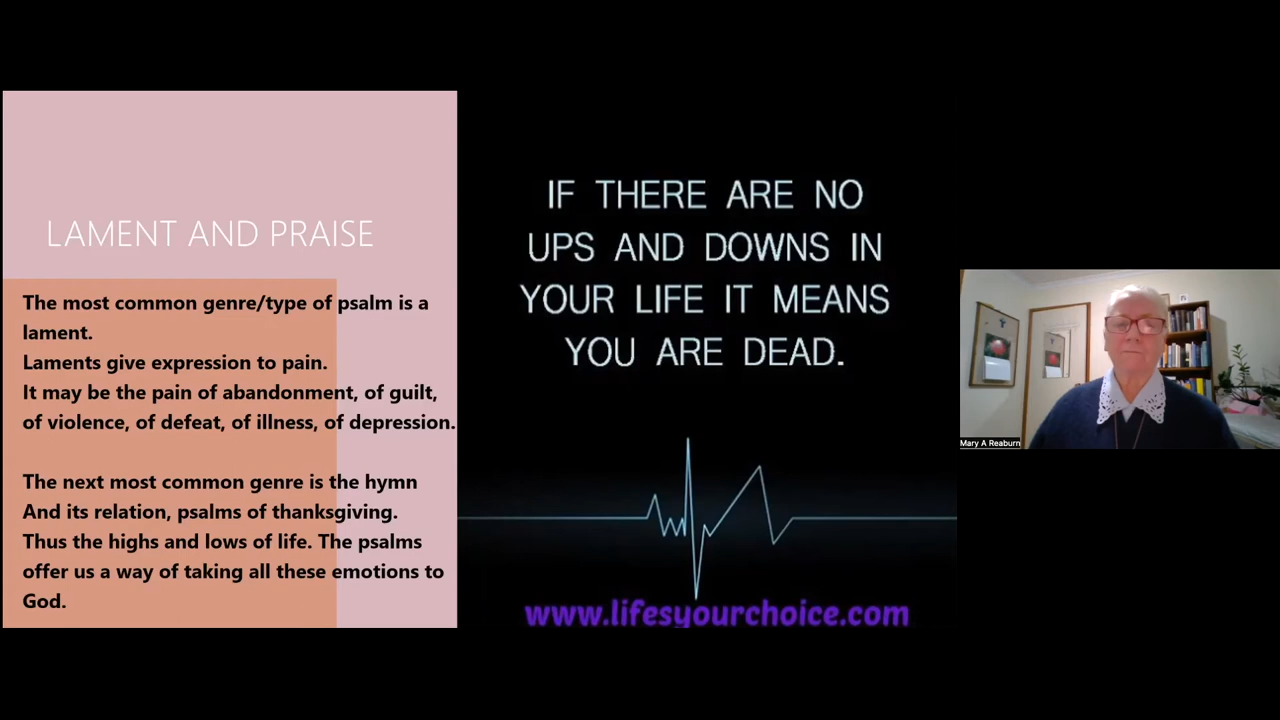 LAMENT AND PRAISE
The most common genre/type of psalm is a
lament.
Laments give expression to pain.
It may be the pain of abandonment, of guilt,
of violence, of defeat, of illness, of depression.
The next most common genre is the hymn
And its relation, psalms of thanksgiving.
Thus the highs and lows of life. The psalms
offer us a way of taking all these emotions to
God.
IF THERE ARE NO
UPS AND DOWNS IN
YOUR LIFE IT MEANS
YOU ARE DEAD.
www.lifesyourchoice.com
Mary A Reaburn